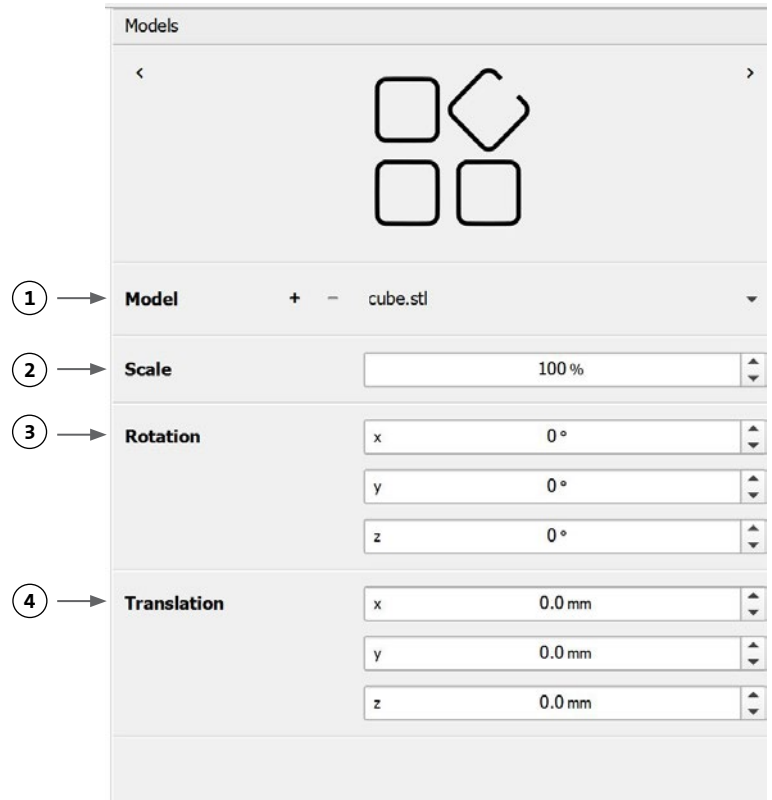 Models
< >
1 Model + − cube.stl
2 Scale 100 %
3 Rotation x 0 °
y 0 °
z 0 °
4 Translation x 0.0 mm
y 0.0 mm
z 0.0 mm